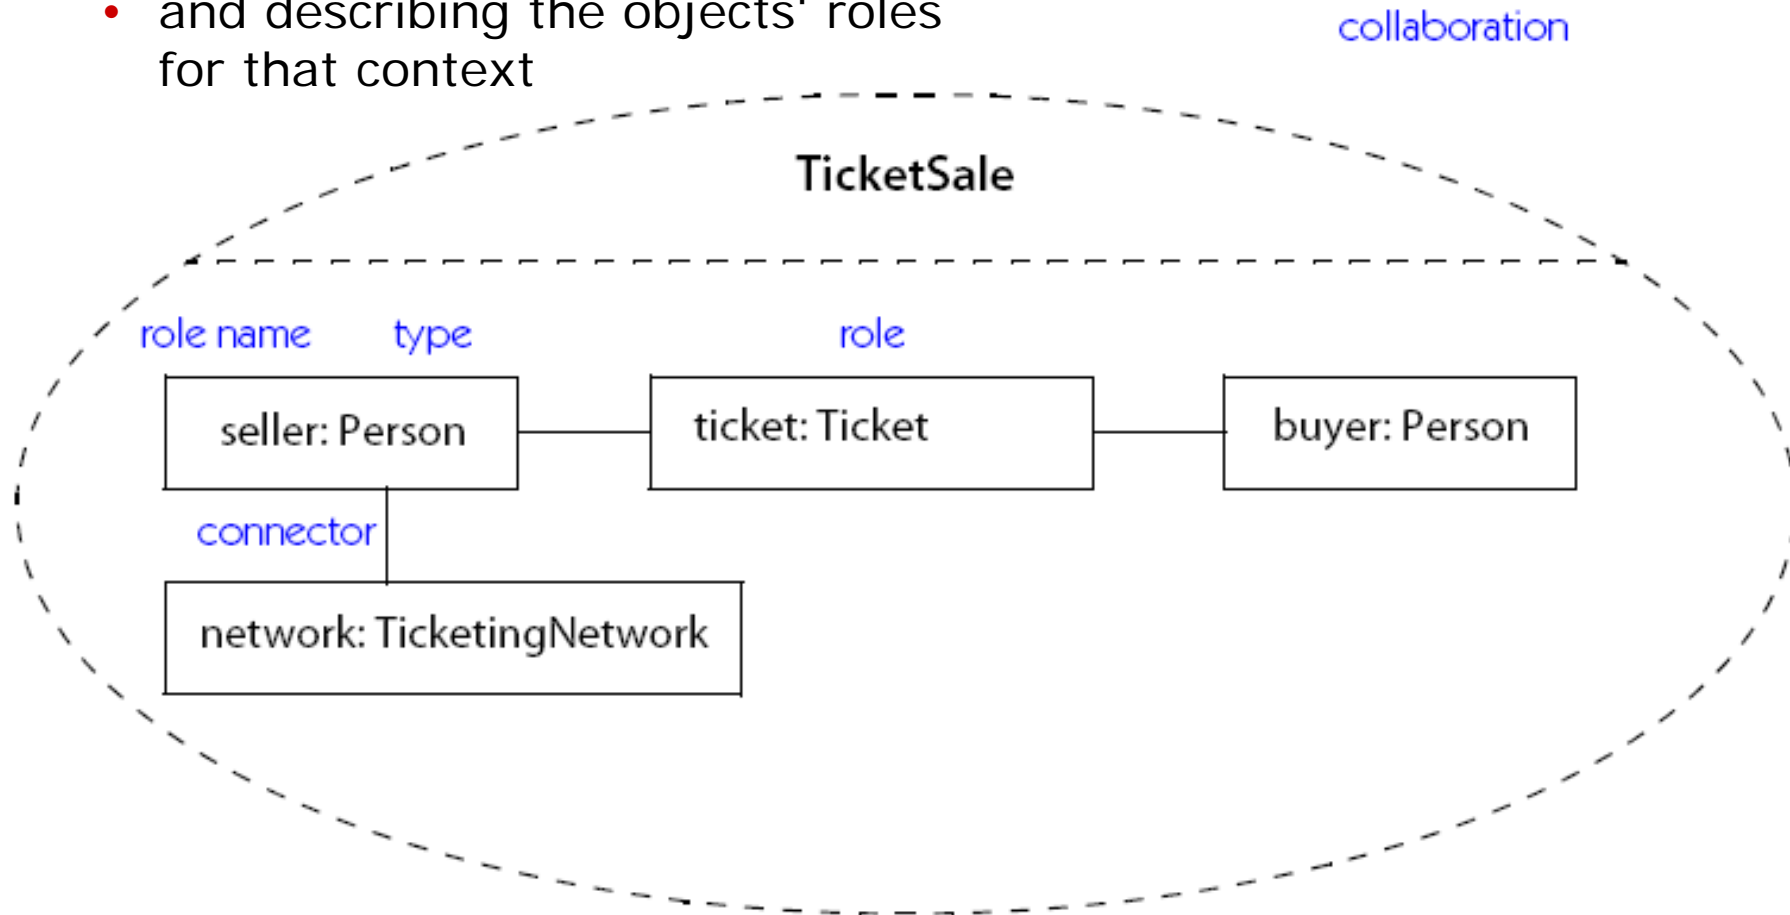 • and describing the objects' roles
for that context
collaboration
TicketSale
role name type role
seller: Person ticket: Ticket buyer: Person
connector
network: TicketingNetwork